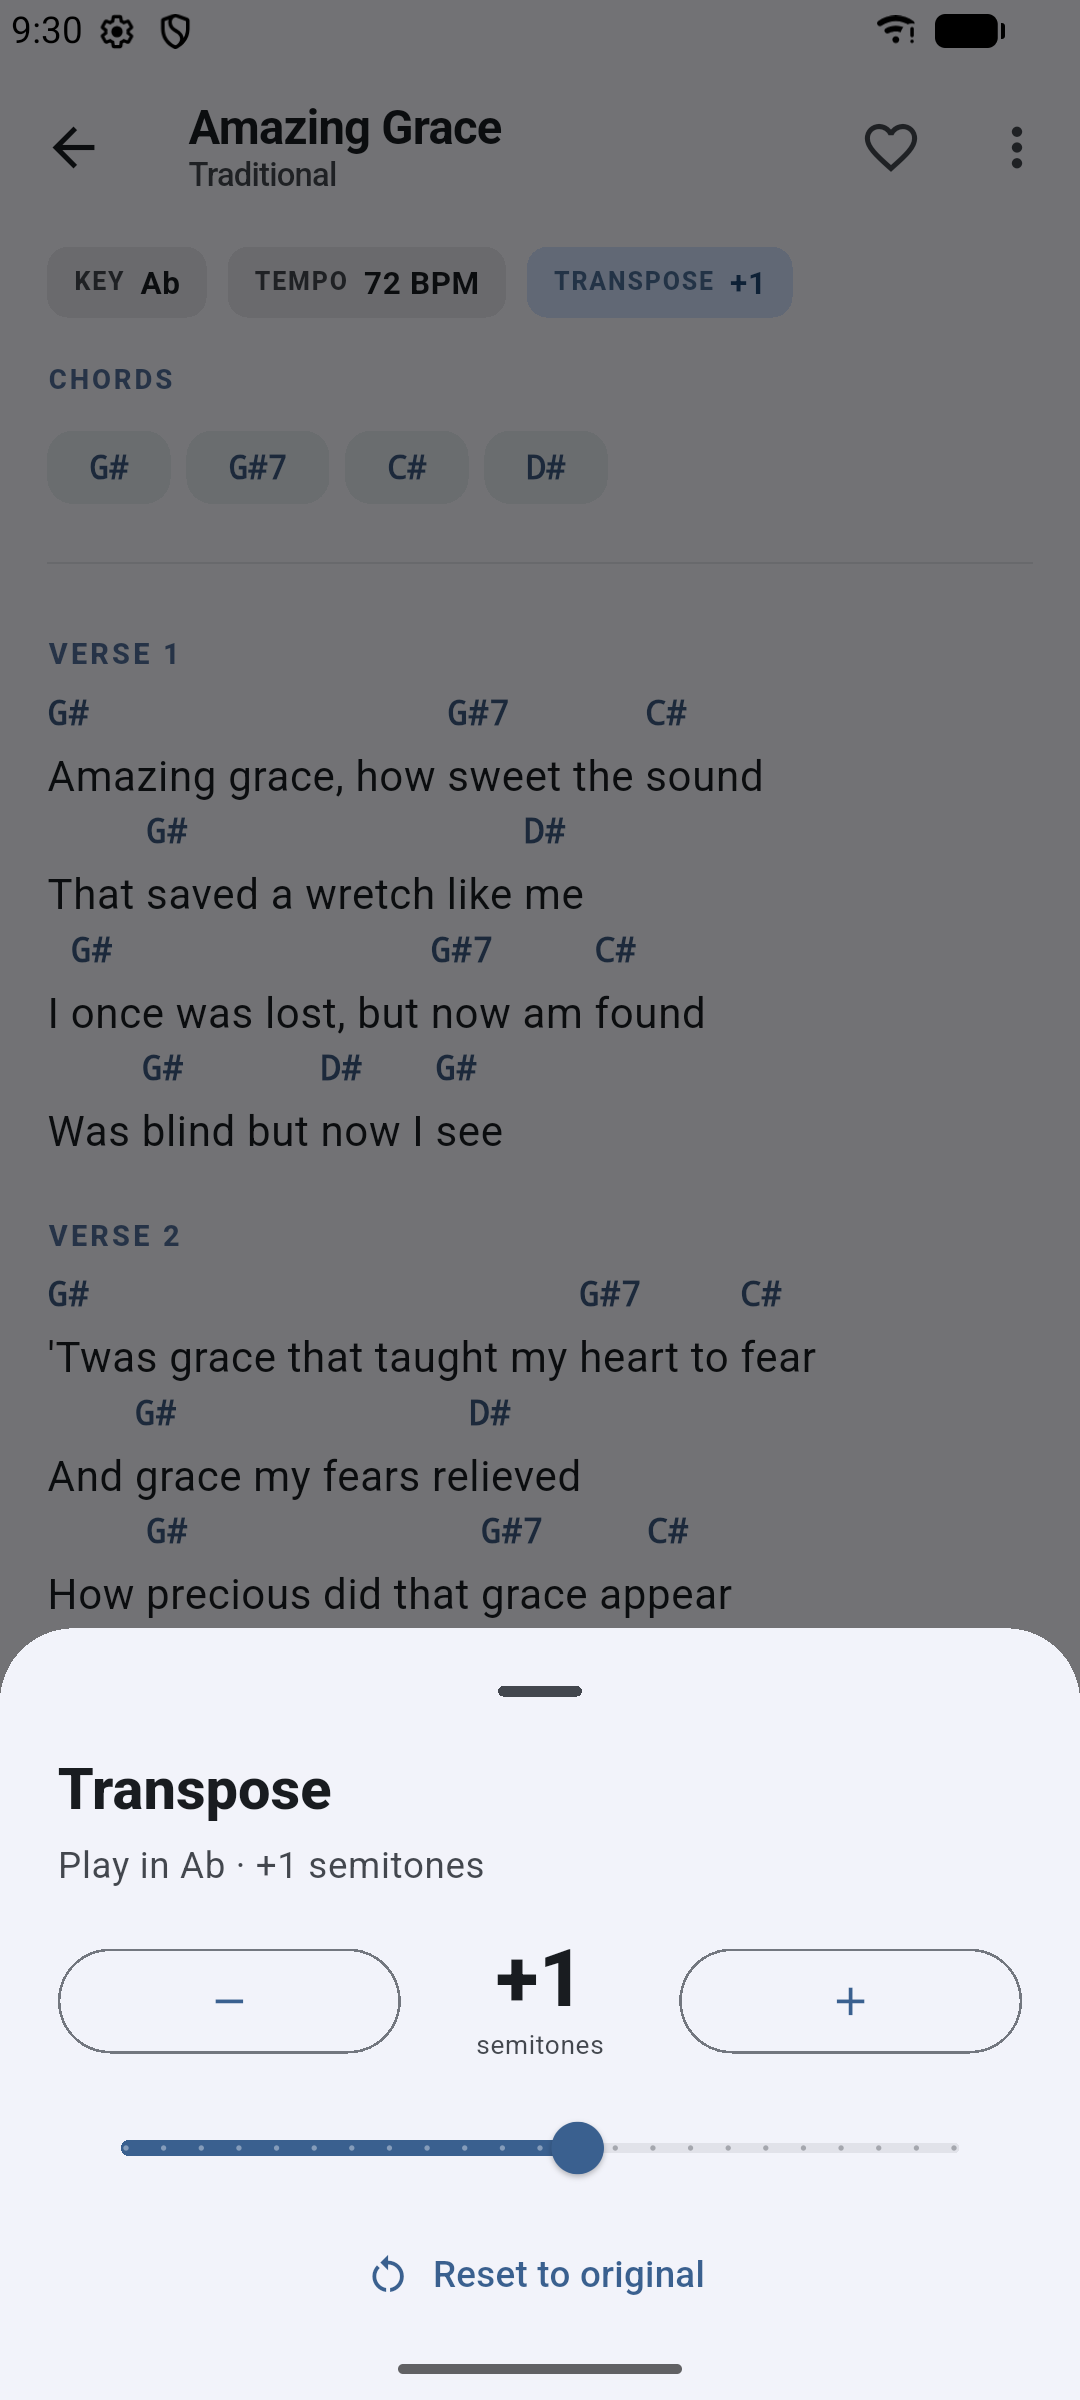 9:30
Amazing Grace
Traditional
KEY Ab TEMPO 72 BPM TRANSPOSE +1
CHORDS
G# G#7 C# D#
VERSE 1
G# G#7 C#
Amazing grace, how sweet the sound
G# D#
That saved a wretch like me
G# G#7 C#
I once was lost, but now am found
G# D# G#
Was blind but now I see
VERSE 2
G# G#7 C#
'Twas grace that taught my heart to fear
G# D#
And grace my fears relieved
G# G#7 C#
How precious did that grace appear
Transpose
Play in Ab · +1 semitones
− +1 +
semitones
Reset to original